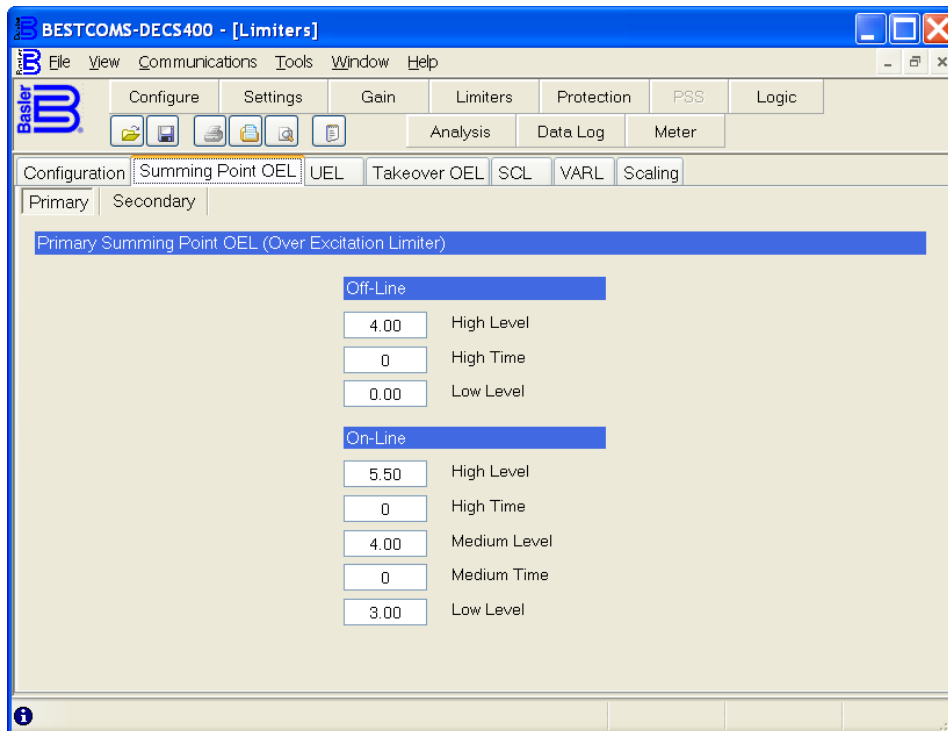 BESTCOMS-DECS400 - [Limiters]
File View Communications Tools Window Help
Basler
Configure Settings Gain Limiters Protection PSS Logic
Analysis Data Log Meter
Configuration Summing Point OEL UEL Takeover OEL SCL VARL Scaling
Primary Secondary
Primary Summing Point OEL (Over Excitation Limiter)
Off-Line
4.00 High Level
0 High Time
0.00 Low Level
On-Line
5.50 High Level
0 High Time
4.00 Medium Level
0 Medium Time
3.00 Low Level